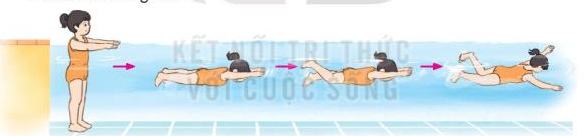 KẾT NỐI TRI THỨC
VỚI CUỘC SỐNG